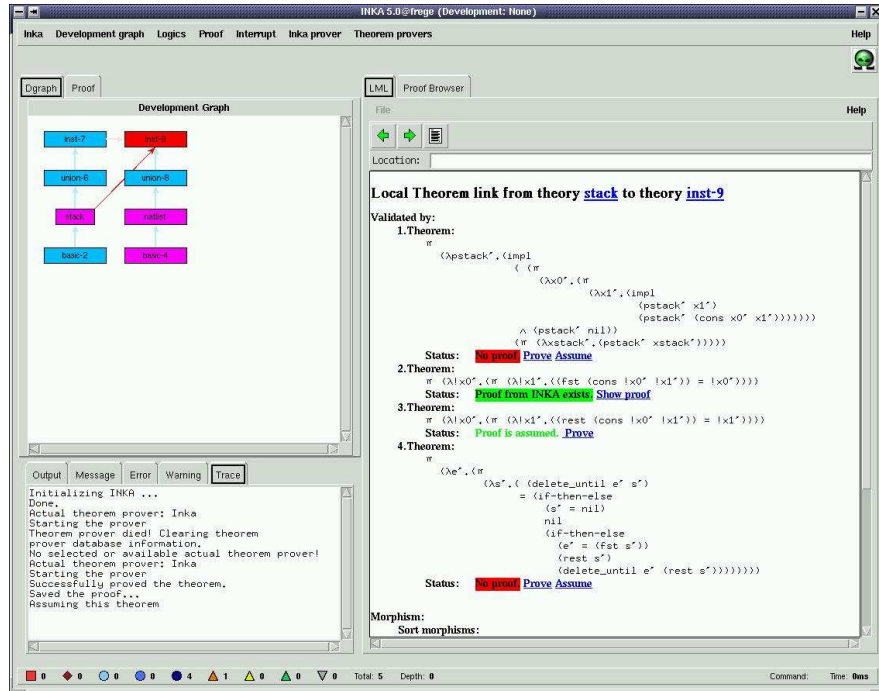 INKA 5.0@frege (Development: None)
Inka Development graph Logics Proof Interrupt Inka prover Theorem provers Help
Dgraph Proof
Development Graph
inst-7 inst-9
union-6 union-8
stack natlist
basic-2 basic-4
Output Message Error Warning Trace
Initializing INKA ...
Done.
Actual theorem prover: Inka
Starting the prover
Theorem prover died! Clearing theorem
prover database information.
No selected or available actual theorem prover!
Actual theorem prover: Inka
Starting the prover
Successfully proved the theorem.
Saved the proof...
Assuming this theorem
LML Proof Browser
File Help
Location:
Local Theorem link from theory stack to theory inst-9
Validated by:
1.Theorem:
π
(λpstack″.(impl
( (π
(λx0″.(π
(λx1″.(impl
(pstack″ x1″)
(pstack″ (cons x0″ x1″)))))))
∧ (pstack″ nil))
(π (λxstack″.(pstack″ xstack″)))))
Status: No proof. Prove Assume
2.Theorem:
π (λ!x0″.(π (λ!x1″.((fst (cons !x0″ !x1″)) = !x0″))))
Status: Proof from INKA exists. Show proof
3.Theorem:
π (λ!x0″.(π (λ!x1″.((rest (cons !x0″ !x1″)) = !x1″))))
Status: Proof is assumed. Prove
4.Theorem:
π
(λe″.(π
(λs″.( (delete_until e″ s″)
= (if-then-else
(s″ = nil)
nil
(if-then-else
(e″ = (fst s″))
(rest s″)
(delete_until e″ (rest s″))))))))
Status: No proof. Prove Assume
Morphism:
Sort morphisms:
0 0 0 0 4 1 0 0 0 Total: 5 Depth: 0 Command: Time: 0ms